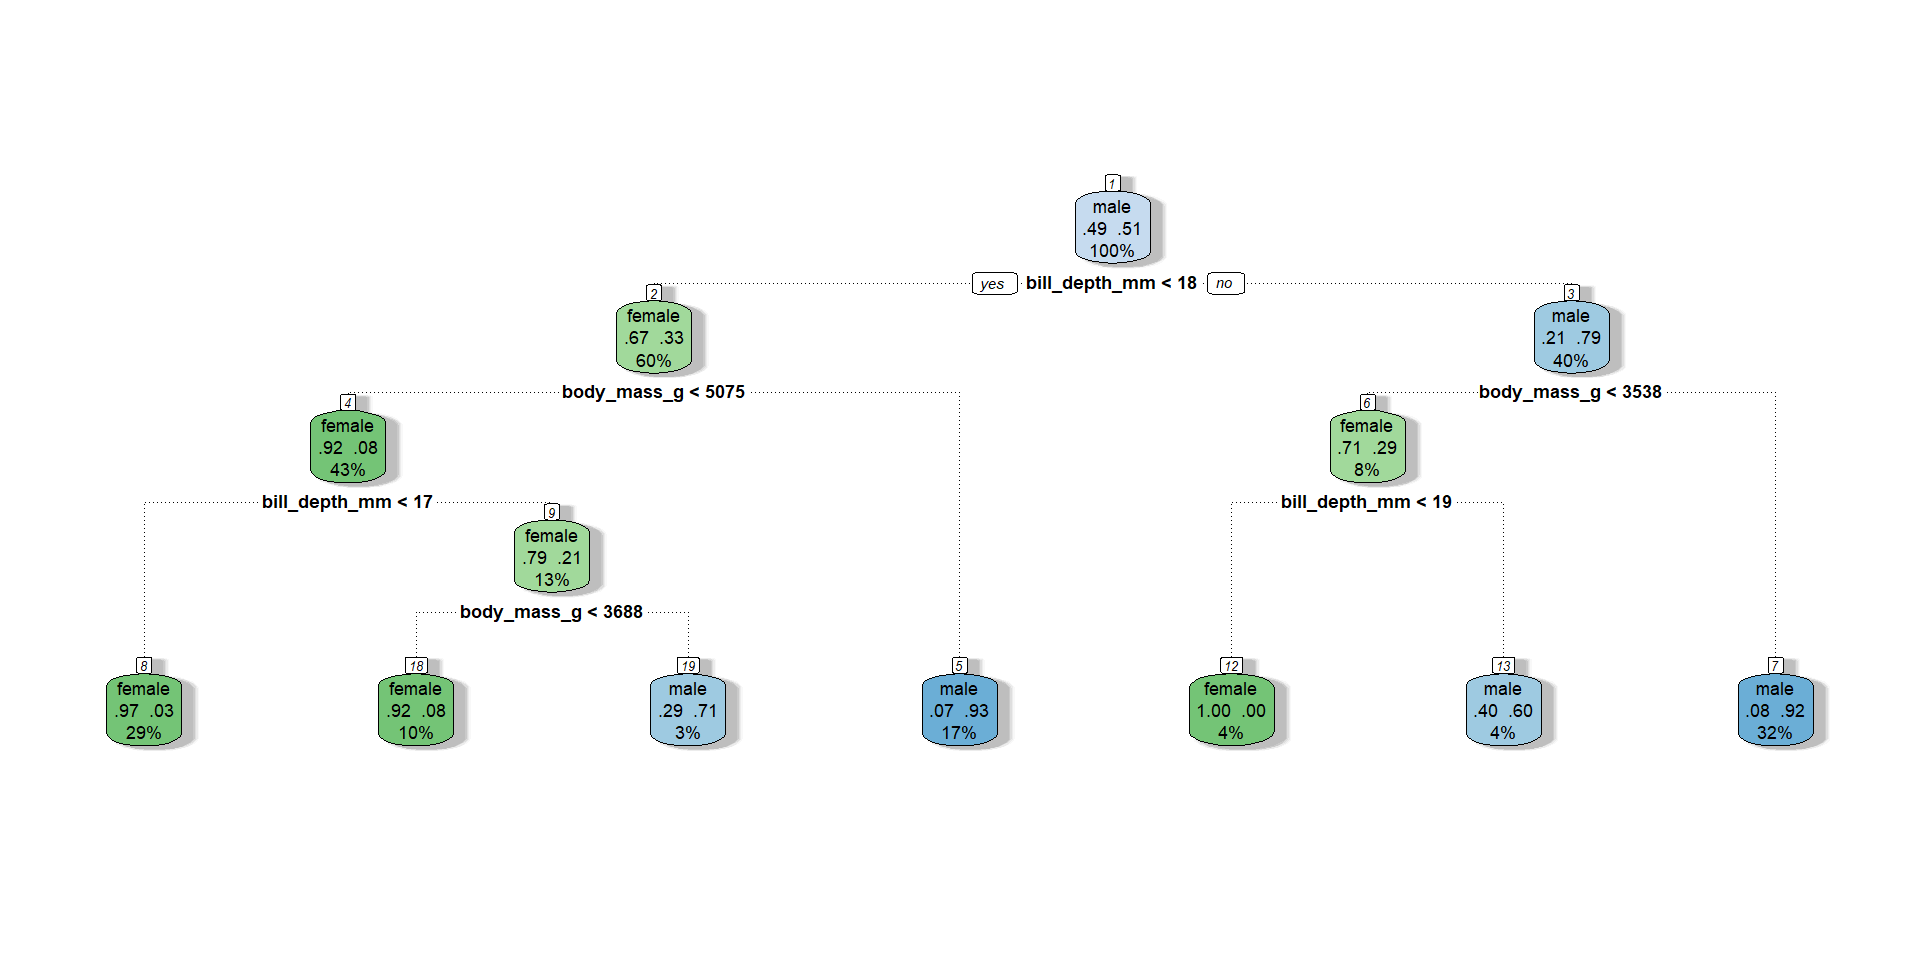 1
male
.49 .51
100%
yes bill_depth_mm < 18 no
2
female
.67 .33
60%
3
male
.21 .79
40%
body_mass_g < 5075
body_mass_g < 3538
4
female
.92 .08
43%
6
female
.71 .29
8%
bill_depth_mm < 17
bill_depth_mm < 19
9
female
.79 .21
13%
body_mass_g < 3688
8
female
.97 .03
29%
18
female
.92 .08
10%
19
male
.29 .71
3%
5
male
.07 .93
17%
12
female
1.00 .00
4%
13
male
.40 .60
4%
7
male
.08 .92
32%